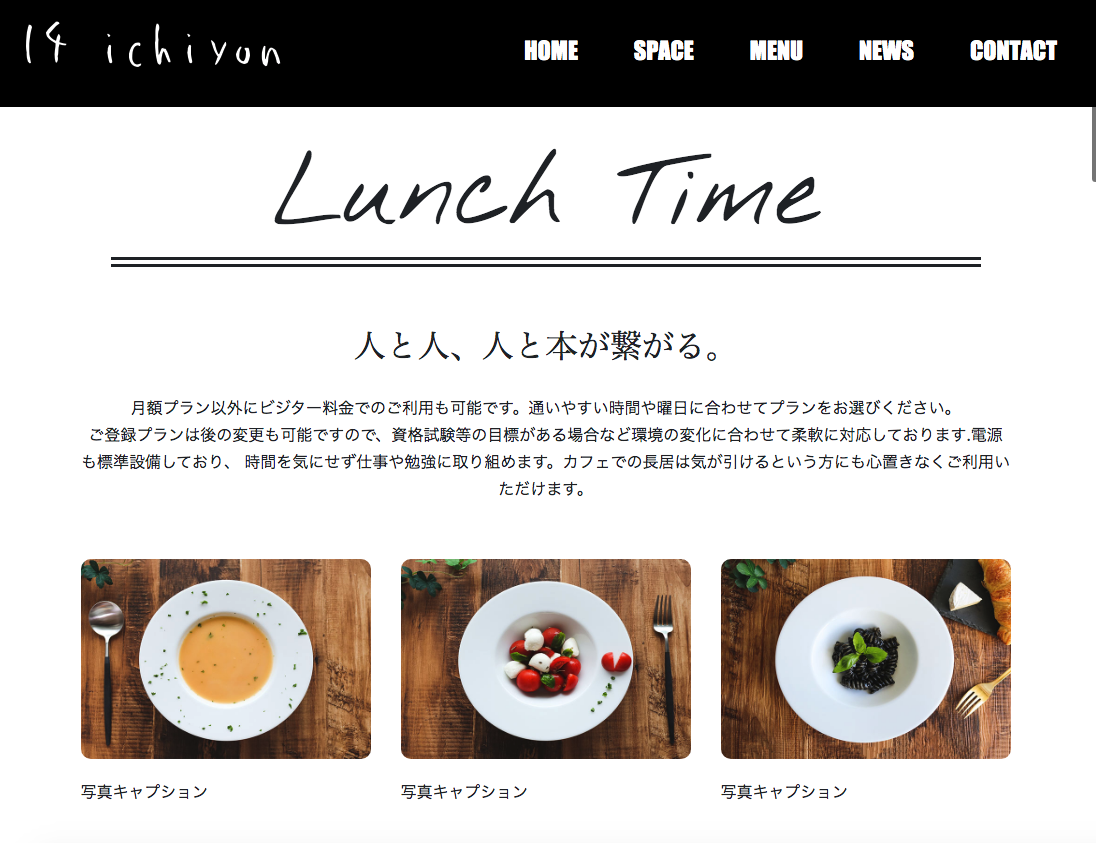 14 ichiyon
HOME SPACE MENU NEWS CONTACT
Lunch Time
人と人、人と本が繋がる。
月額プラン以外にビジター料金でのご利用も可能です。通いやすい時間や曜日に合わせてプランをお選びください。
ご登録プランは後の変更も可能ですので、資格試験等の目標がある場合など環境の変化に合わせて柔軟に対応しております.電源
も標準設備しており、 時間を気にせず仕事や勉強に取り組めます。カフェでの長居は気が引けるという方にも心置きなくご利用い
ただけます。
写真キャプション 写真キャプション 写真キャプション